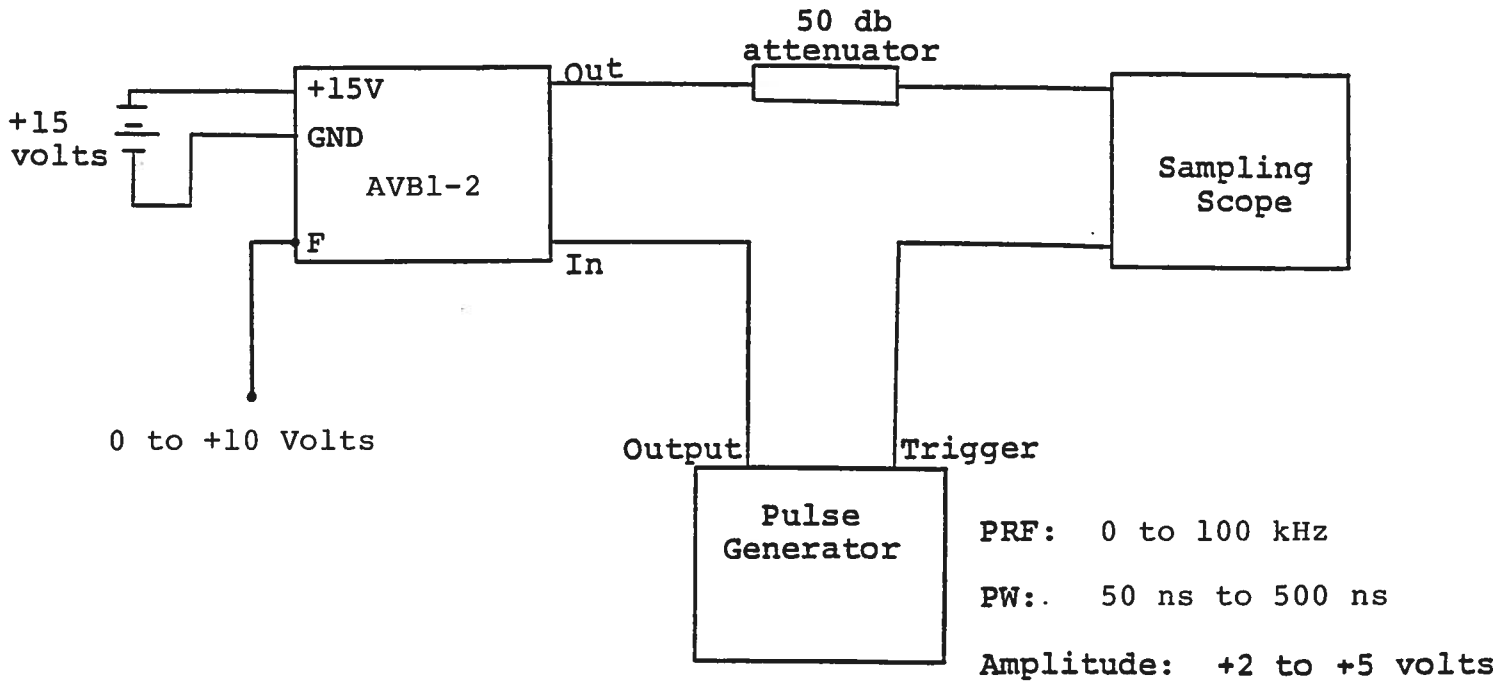 50 db
attenuator
Out
+15V
+15
volts
GND
AVB1-2
Sampling
Scope
F
In
0 to +10 Volts
Output
Trigger
Pulse
Generator
PRF: 0 to 100 kHz
PW: 50 ns to 500 ns
Amplitude: +2 to +5 volts